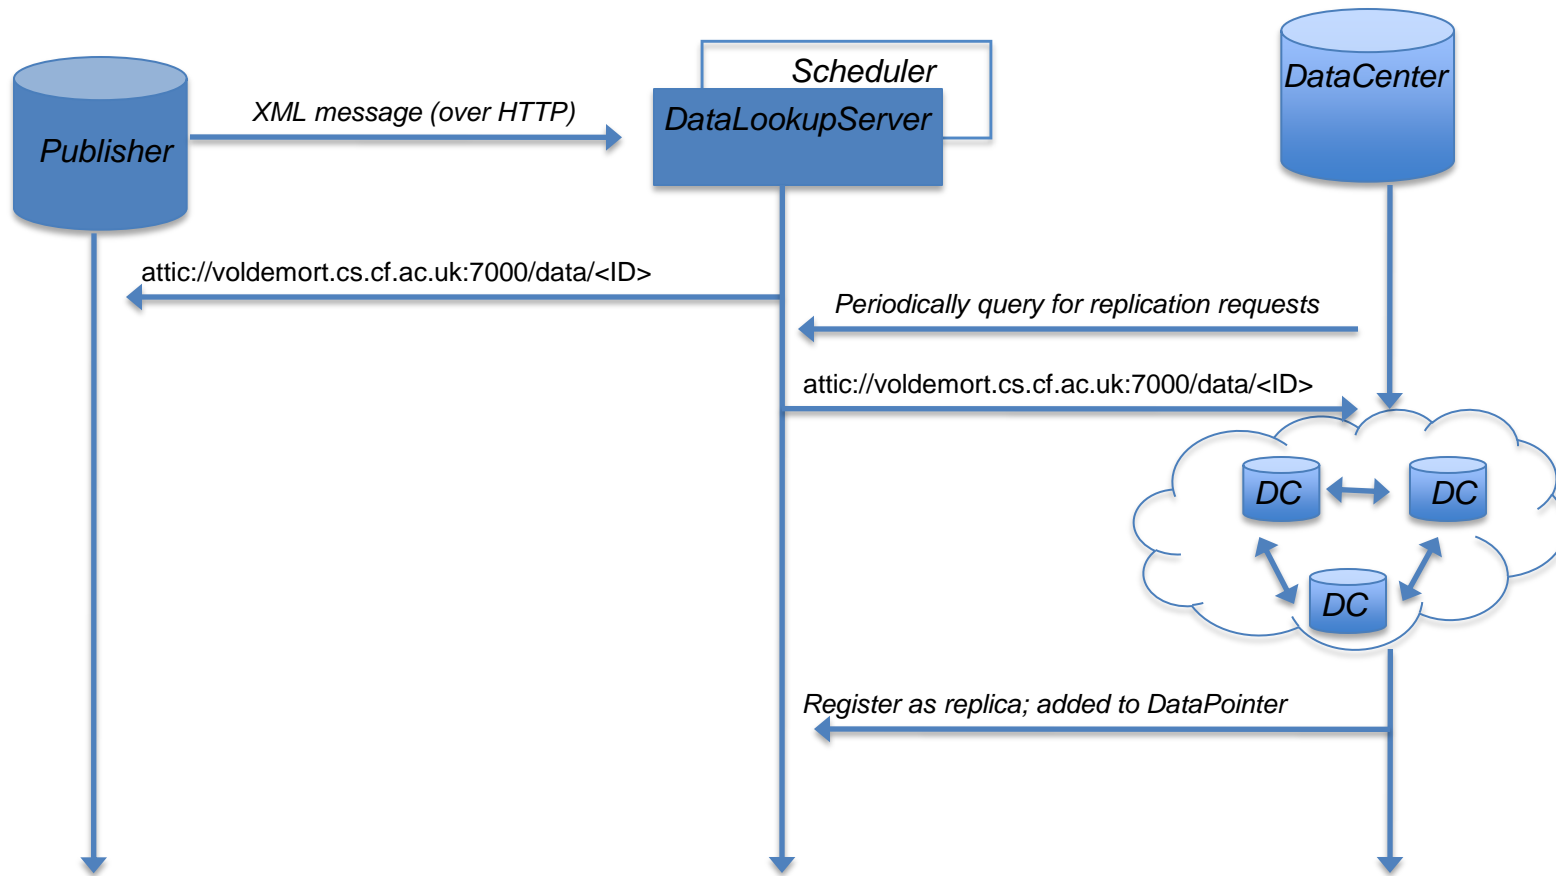 Scheduler
DataCenter
XML message (over HTTP)
DataLookupServer
Publisher
attic://voldemort.cs.cf.ac.uk:7000/data/<ID>
Periodically query for replication requests
attic://voldemort.cs.cf.ac.uk:7000/data/<ID>
DC
DC
DC
Register as replica; added to DataPointer